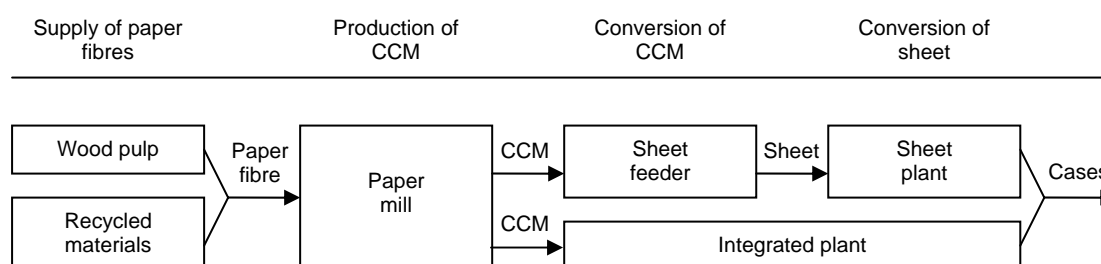 Supply of paper
fibres
Production of
CCM
Conversion of
CCM
Conversion of
sheet
Wood pulp
Recycled
materials
Paper
fibre
Paper
mill
CCM
CCM
Sheet
feeder
Sheet
Sheet
plant
Integrated plant
Cases